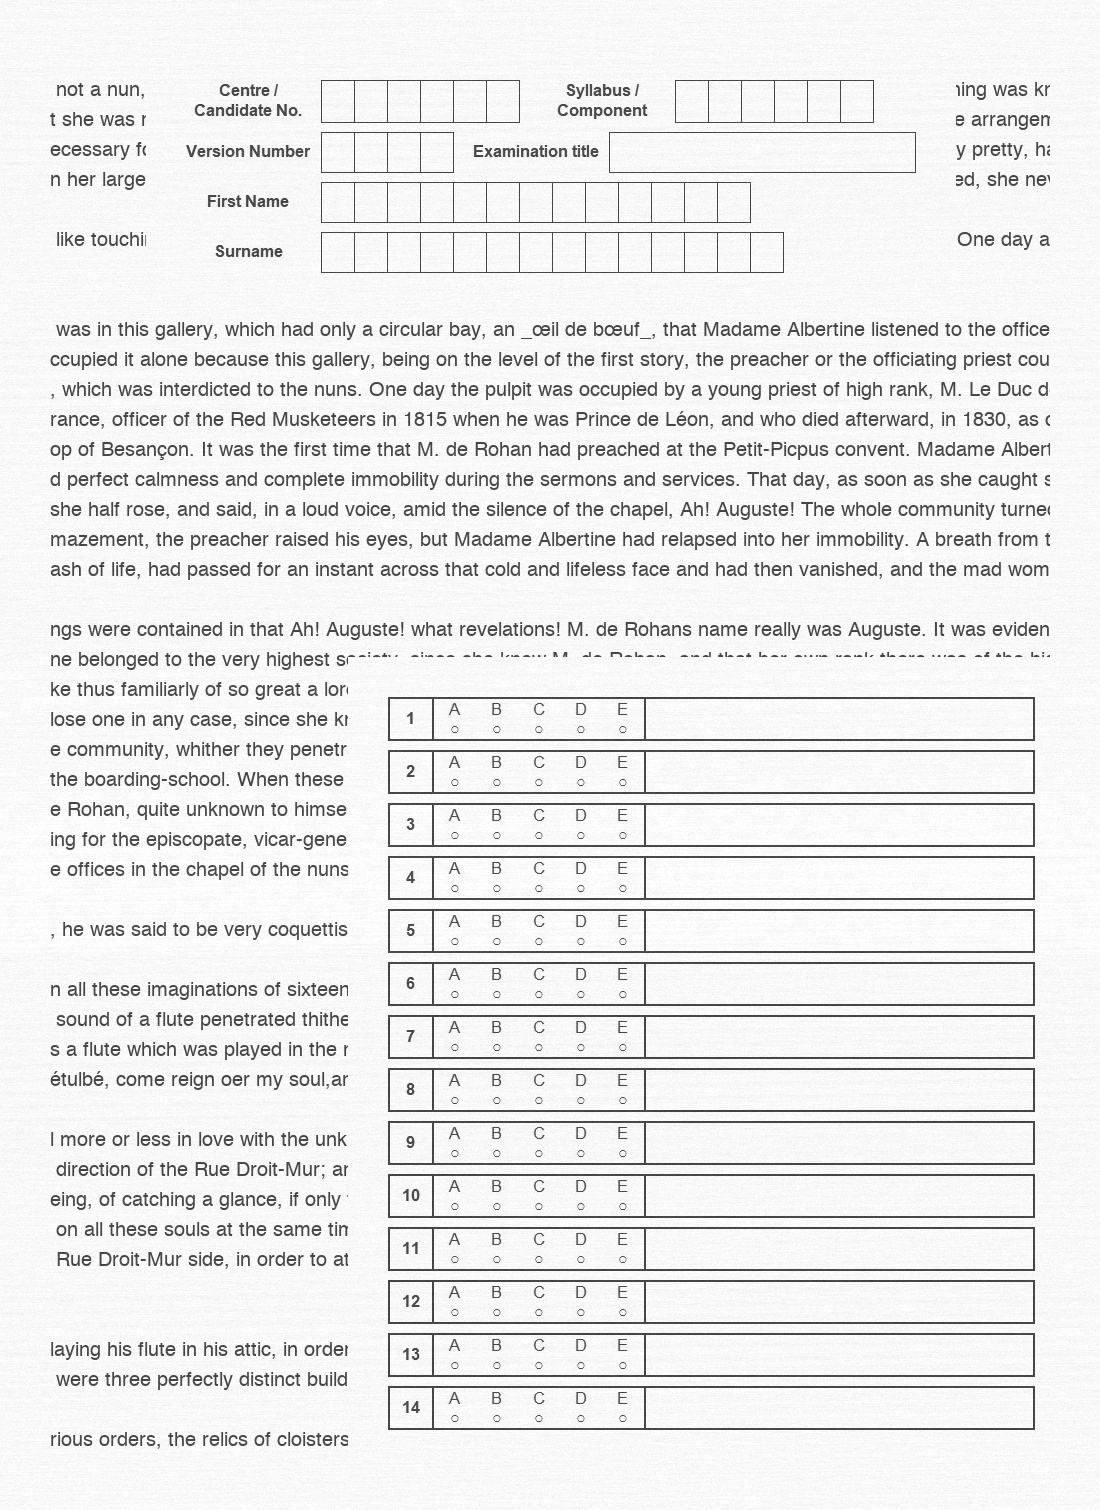 not a nun,
t she was
ecessary
n her large
like
Centre /
Candidate No.
Syllabus /
Component
Version Number
Examination title
First Name
Surname
was
arrangem
y pretty,
ed, she
One day a
was in this gallery, which had only a circular bay, an _œil de bœuf_, that Madame Albertine listened to the office
ccupied it alone because this gallery, being on the level of the first story, the preacher or the officiating priest cou
, which was interdicted to the nuns. One day the pulpit was occupied by a young priest of high rank, M. Le Duc d
rance, officer of the Red Musketeers in 1815 when he was Prince de Léon, and who died afterward, in 1830, as
op of Besançon. It was the first time that M. de Rohan had preached at the Petit-Picpus convent. Madame Albert
d perfect calmness and complete immobility during the sermons and services. That day, as soon as she caught
she half rose, and said, in a loud voice, amid the silence of the chapel, Ah! Auguste! The whole community turne
mazement, the preacher raised his eyes, but Madame Albertine had relapsed into her immobility. A breath from
ash of life, had passed for an instant across that cold and lifeless face and had then vanished, and the mad wom
ngs were contained in that Ah! Auguste! what revelations! M. de Rohans name really was Auguste. It was eviden
ne belonged to the very highest society, since she knew M. de Rohan, and that her own rank there was of the
ke thus familiarly of so great a lor
lose one in any case, since she
e community, whither they penetr
the boarding-school. When these
e Rohan, quite unknown to himse
ing for the episcopate, vicar-gene
e offices in the chapel of the nuns
, he was said to be very coquettis
n all these imaginations of sixteen
sound of a flute penetrated thithe
s a flute which was played in the
étulbé, come reign oer my soul,
l more or less in love with the unk
direction of the Rue Droit-Mur;
eing, of catching a glance, if only
on all these souls at the same
Rue Droit-Mur side, in order to at
laying his flute in his attic, in order
were three perfectly distinct build
rious orders, the relics of cloisters
1 A B C D E
2 A B C D E
3 A B C D E
4 A B C D E
5 A B C D E
6 A B C D E
7 A B C D E
8 A B C D E
9 A B C D E
10 A B C D E
11 A B C D E
12 A B C D E
13 A B C D E
14 A B C D E